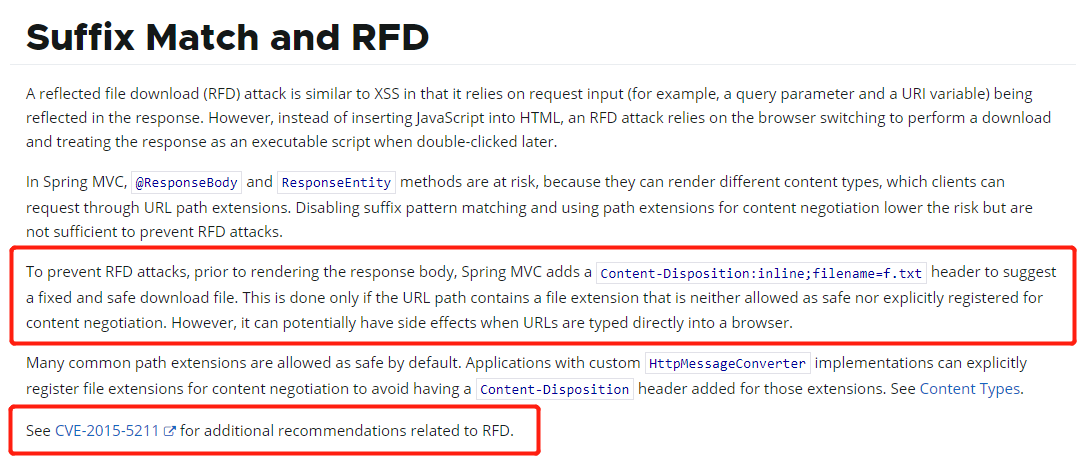 Suffix Match and RFD
A reflected file download (RFD) attack is similar to XSS in that it relies on request input (for example, a query parameter and a URI variable) being
reflected in the response. However, instead of inserting JavaScript into HTML, an RFD attack relies on the browser switching to perform a download
and treating the response as an executable script when double-clicked later.
In Spring MVC, @ResponseBody and ResponseEntity methods are at risk, because they can render different content types, which clients can
request through URL path extensions. Disabling suffix pattern matching and using path extensions for content negotiation lower the risk but are
not sufficient to prevent RFD attacks.
To prevent RFD attacks, prior to rendering the response body, Spring MVC adds a Content-Disposition:inline;filename=f.txt header to suggest
a fixed and safe download file. This is done only if the URL path contains a file extension that is neither allowed as safe nor explicitly registered for
content negotiation. However, it can potentially have side effects when URLs are typed directly into a browser.
Many common path extensions are allowed as safe by default. Applications with custom HttpMessageConverter implementations can explicitly
register file extensions for content negotiation to avoid having a Content-Disposition header added for those extensions. See Content Types.
See CVE-2015-5211 for additional recommendations related to RFD.